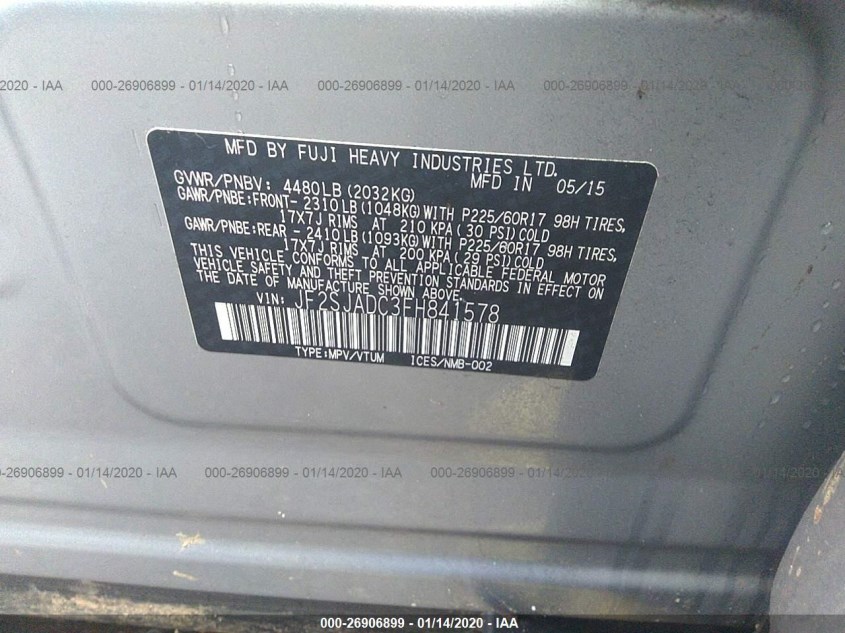 2020 - IAA 000-26906899 - 01/14/2020 - IAA 000-26906899 - 01/14/2020 - IAA 000-26906899 - 01/14/2020 - IAA
MFD BY FUJI HEAVY INDUSTRIES LTD.
MFD IN 05/15
GVWR/PNBV: 4480LB(2032KG)
GAWR/PNBE:FRONT- 2310LB(1048KG)WITH P225/60R17 98H TIRES,
17X7J RIMS AT 210 KPA(30 PSI)COLD
GAWR/PNBE:REAR - 2410LB(1093KG)WITH P225/60R17 98H TIRES,
17X7J RIMS AT 200 KPA(29 PSI)COLD
THIS VEHICLE CONFORMS TO ALL APPLICABLE FEDERAL MOTOR
VEHICLE SAFETY AND THEFT PREVENTION STANDARDS IN EFFECT ON
THE DATE OF MANUFACTURE SHOWN ABOVE.
VIN: JF2SJADC3FH841578
TYPE:MPV/VTUM ICES/NMB-002
0-26906899 - 01/14/2020 - IAA 000-26906899 - 01/14/2020 - IAA 000-26906899 - 01/14/2020 - IAA 000-26906899 - 01/14/
000-26906899 - 01/14/2020 - IAA